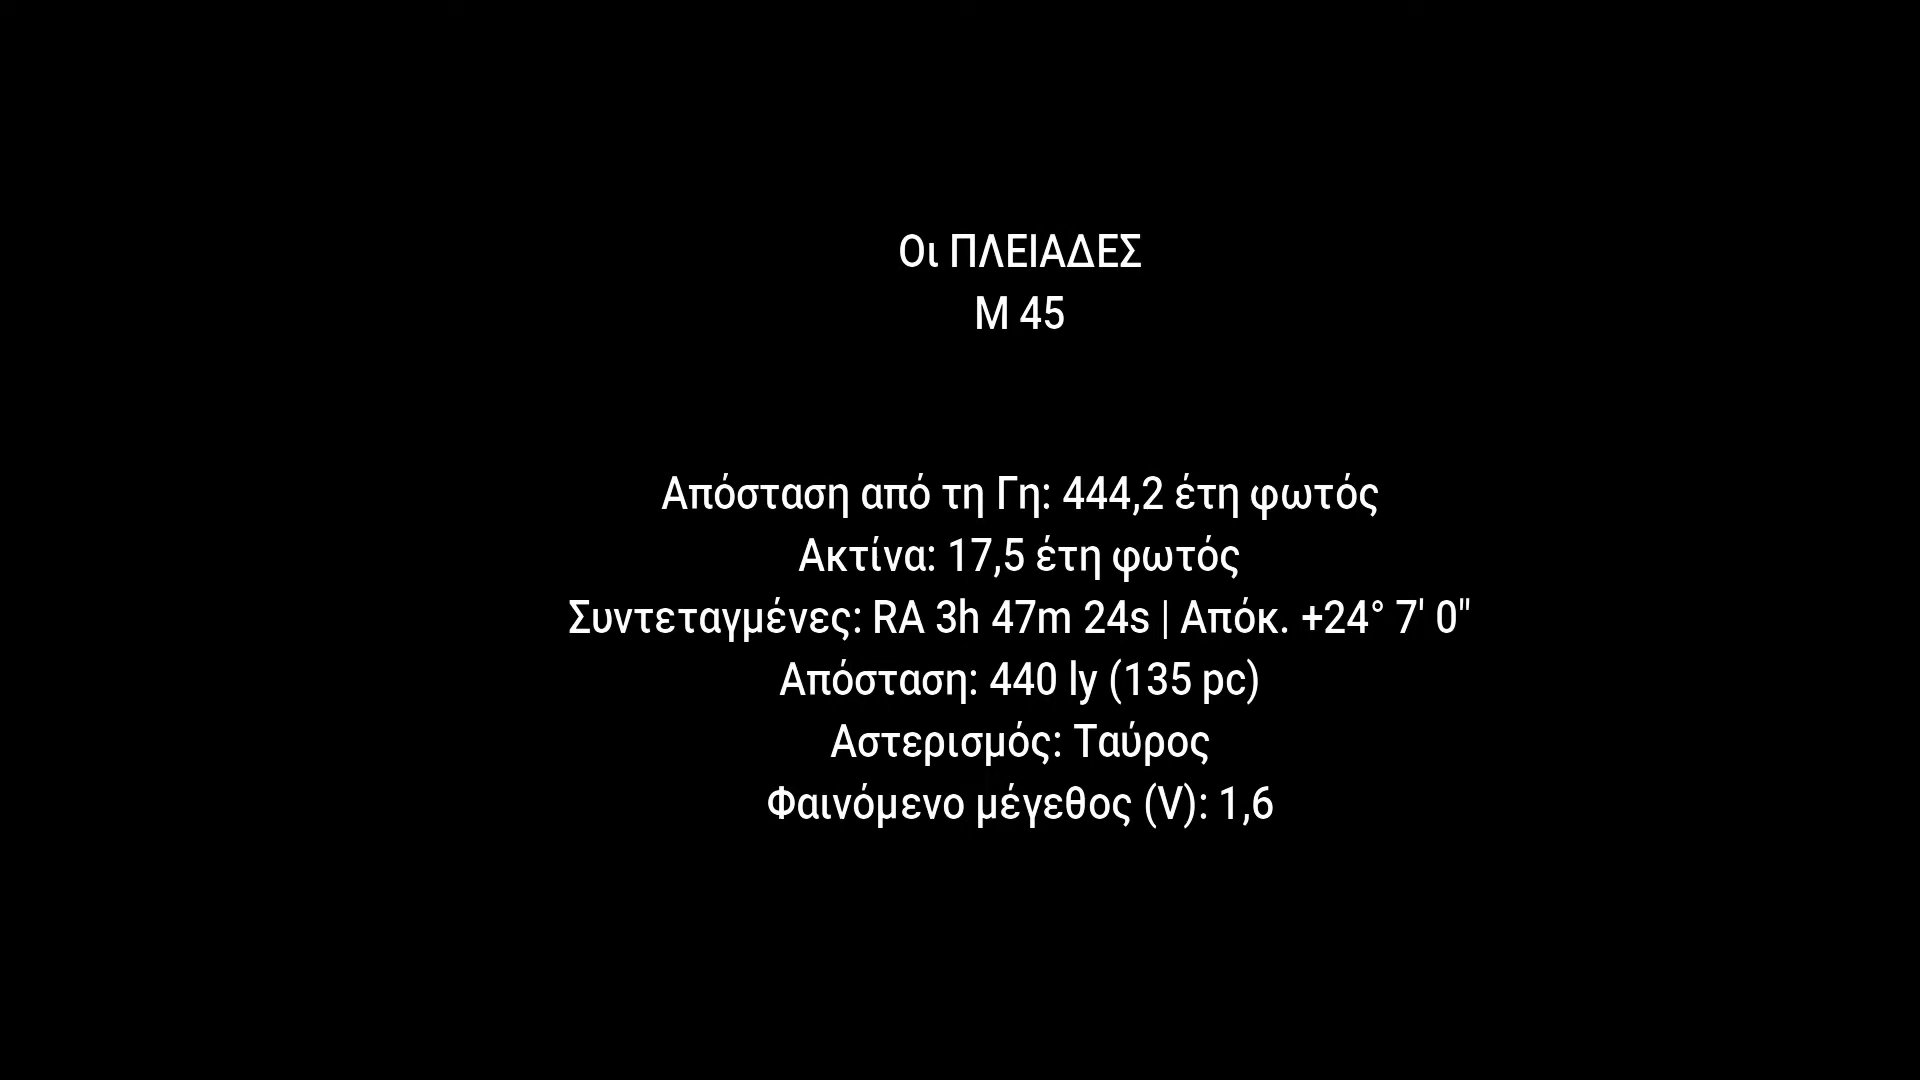 Οι ΠΛΕΙΑΔΕΣ
M 45
Απόσταση από τη Γη: 444,2 έτη φωτός
Ακτίνα: 17,5 έτη φωτός
Συντεταγμένες: RA 3h 47m 24s | Απόκ. +24° 7' 0"
Απόσταση: 440 ly (135 pc)
Αστερισμός: Ταύρος
Φαινόμενο μέγεθος (V): 1,6